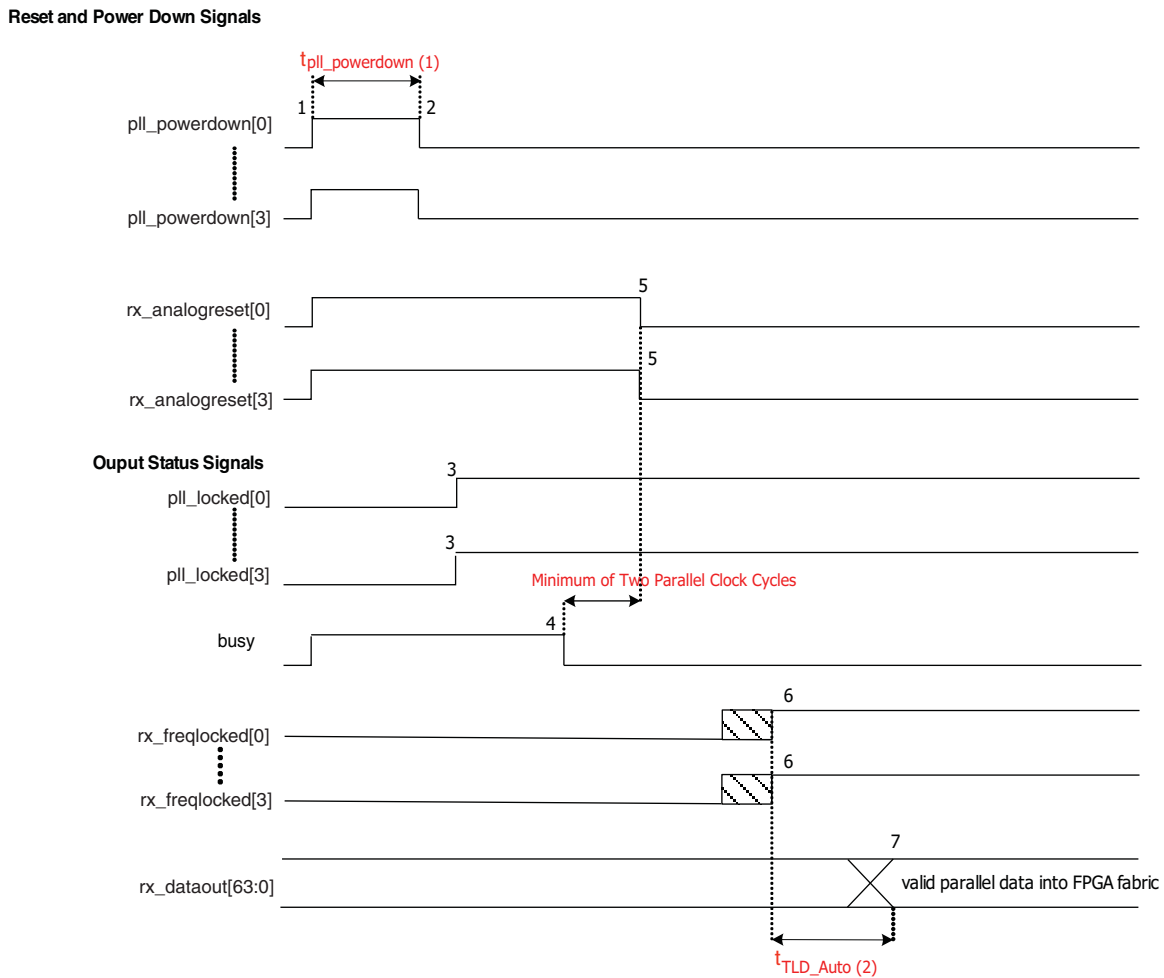 Reset and Power Down Signals
tpll_powerdown (1)
1
2
pll_powerdown[0]
pll_powerdown[3]
5
rx_analogreset[0]
5
rx_analogreset[3]
Ouput Status Signals
3
pll_locked[0]
3
pll_locked[3]
Minimum of Two Parallel Clock Cycles
4
busy
6
rx_freqlocked[0]
6
rx_freqlocked[3]
7
rx_dataout[63:0]
valid parallel data into FPGA fabric
tTLD_Auto (2)